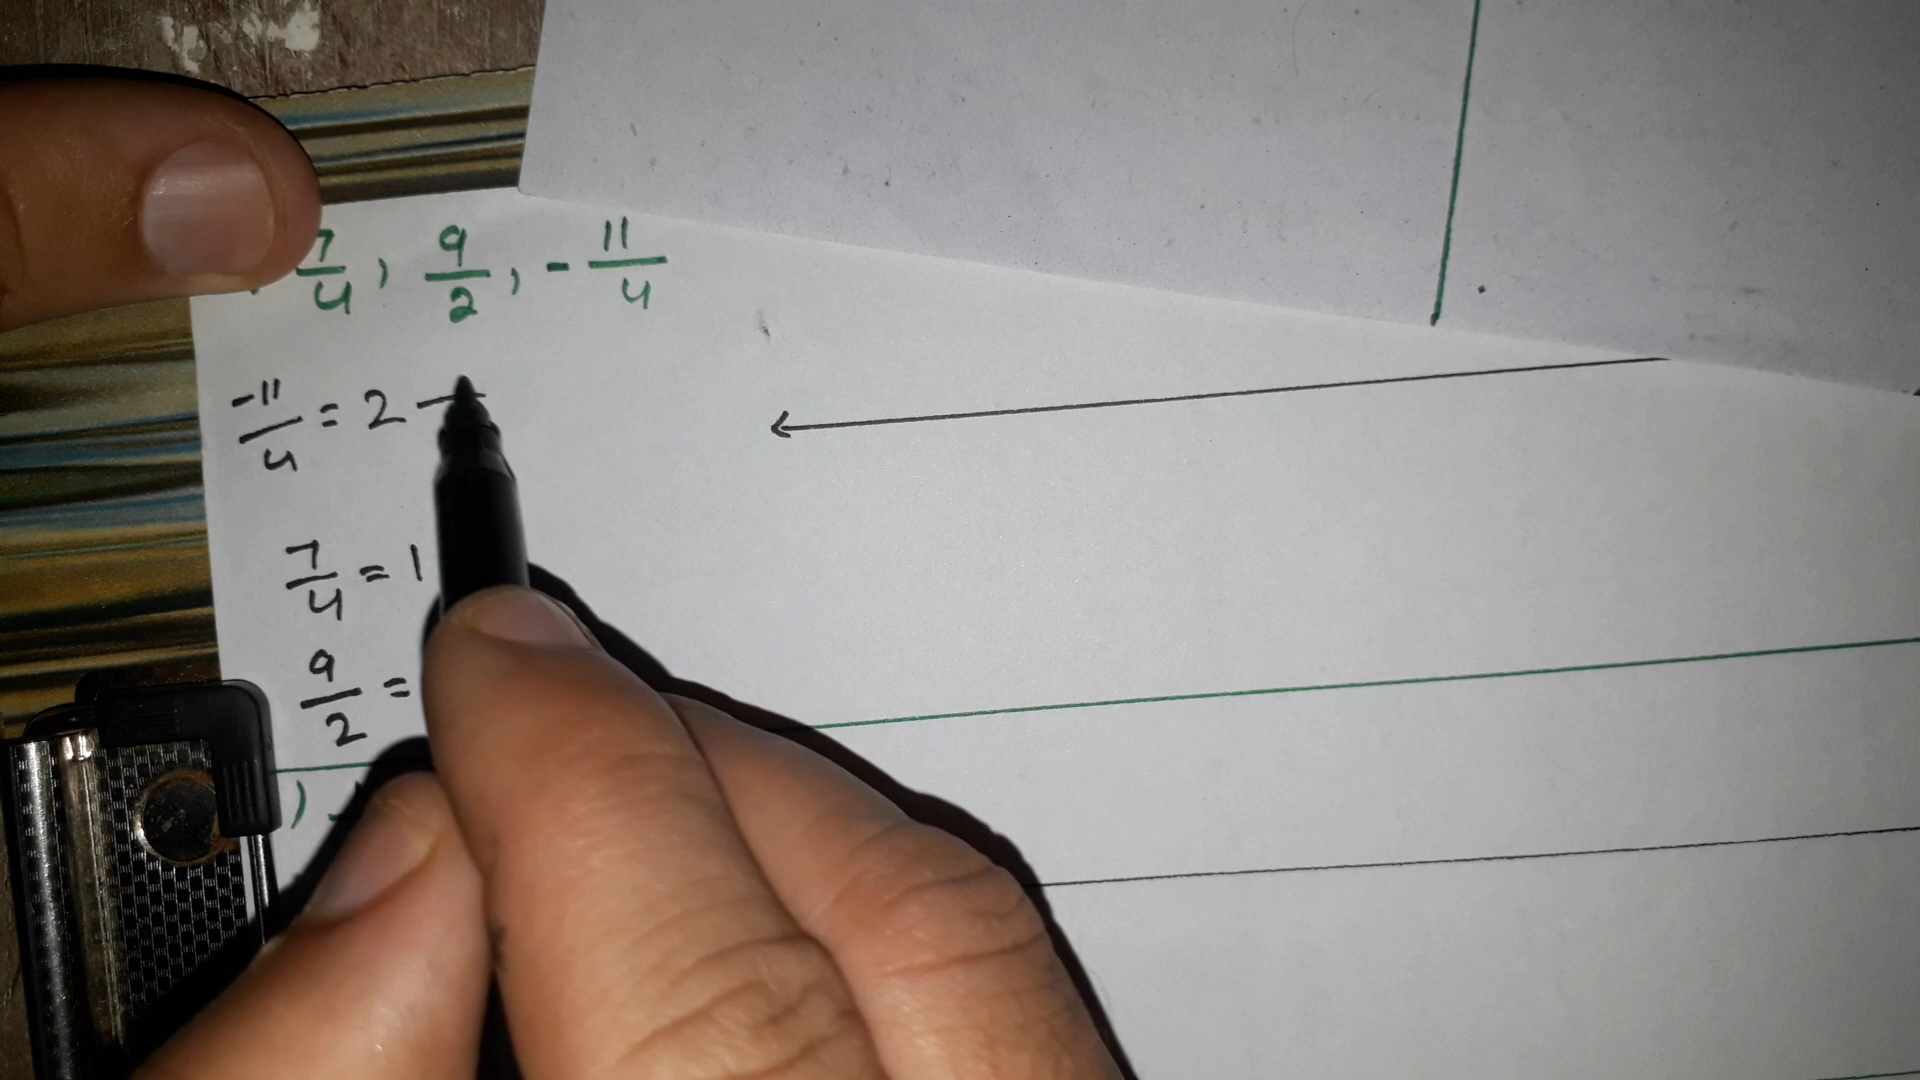 7/4, 9/2, - 11/4
-11/4 = 2
7/4 = 1
9/2 =
)